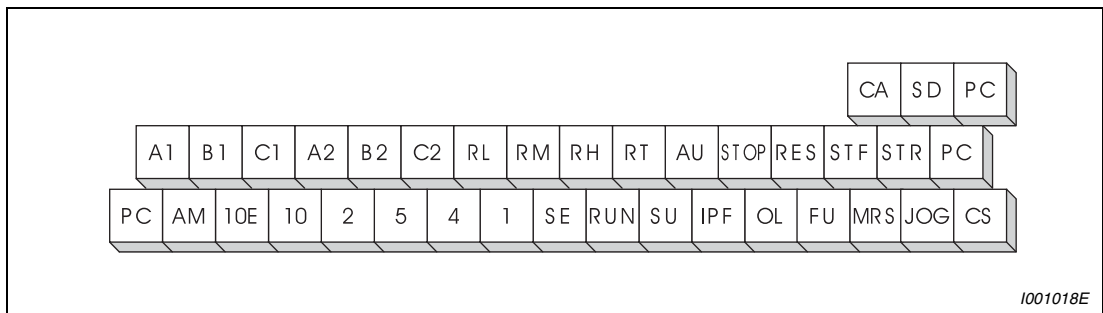 CA SD PC
A1 B1 C1 A2 B2 C2 RL RM RH RT AU STOP RES STF STR PC
PC AM 10E 10 2 5 4 1 SE RUN SU IPF OL FU MRS JOG CS
I001018E